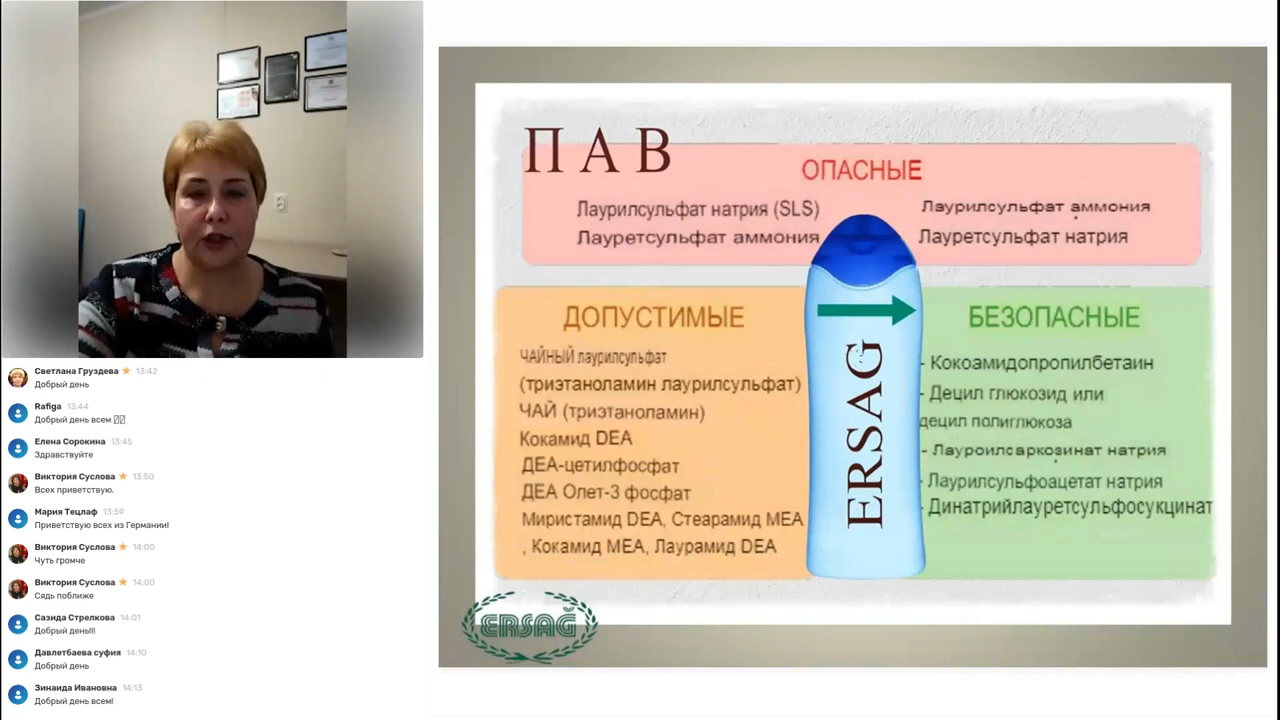 Светлана Груздева 13:42
Добрый день
Rafiga 13:44
Добрый день всем
Елена Сорокина 13:45
Здравствуйте
Виктория Суслова 13:50
Всех приветствую.
Мария Тецлаф 13:59
Приветствую всех из Германии!
Виктория Суслова 14:00
Чуть громче
Виктория Суслова 14:00
Сядь поближе
Сазида Стрелкова 14:01
Добрый день!!!
Давлетбаева суфия 14:10
Добрый день
Зинаида Ивановна 14:13
Добрый день всем!
ПАВ
ОПАСНЫЕ
Лаурилсульфат натрия (SLS)
Лауретсульфат аммония
Лаурилсульфат аммония
Лауретсульфат натрия
ДОПУСТИМЫЕ
ЧАЙНЫЙ лаурилсульфат
(триэтаноламин лаурилсульфат)
ЧАЙ (триэтаноламин)
Кокамид DEA
ДЕА-цетилфосфат
ДЕА Олет-3 фосфат
Миристамид DEA, Стеарамид MEA
, Кокамид MEA, Лаурамид DEA
ERSAG
БЕЗОПАСНЫЕ
- Кокоамидопропилбетаин
- Децил глюкозид или
децил полиглюкоза
- Лауроилсаркозинат натрия
- Лаурилсульфоацетат натрия
- Динатрийлауретсульфосукцинат
ERSAĞ